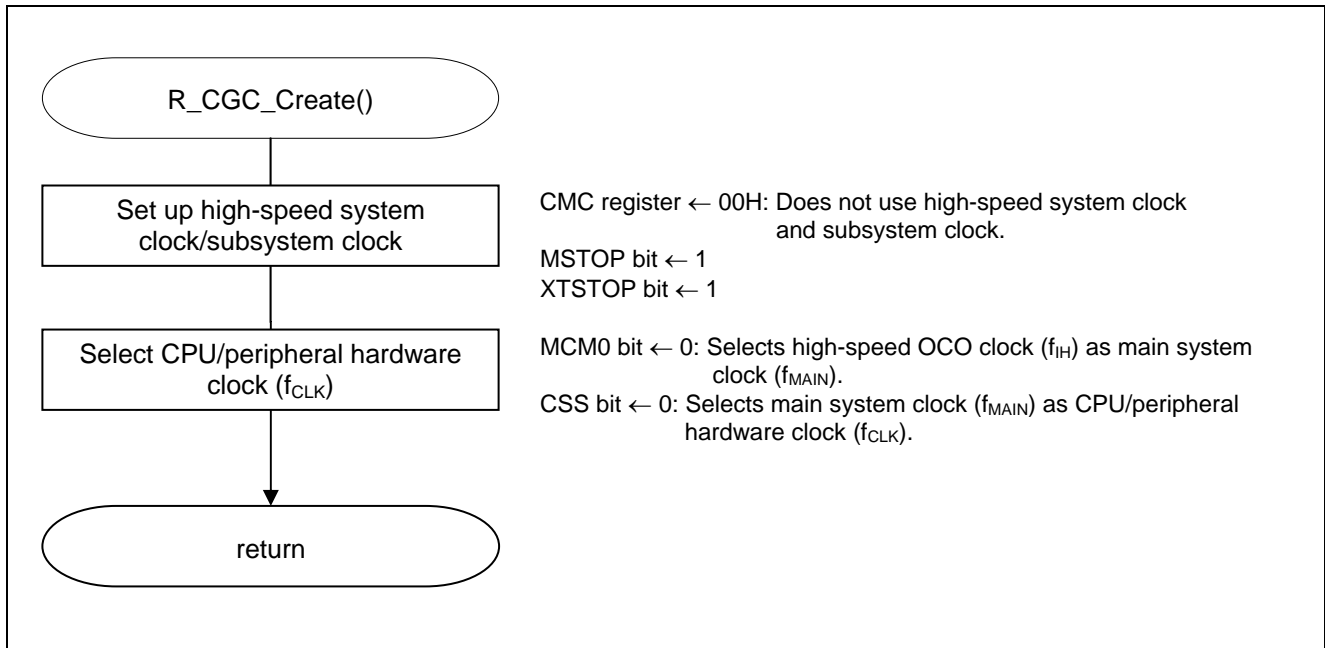 R_CGC_Create()
Set up high-speed system
clock/subsystem clock
CMC register ← 00H: Does not use high-speed system clock
and subsystem clock.
MSTOP bit ← 1
XTSTOP bit ← 1
Select CPU/peripheral hardware
clock (fCLK)
MCM0 bit ← 0: Selects high-speed OCO clock (fIH) as main system
clock (fMAIN).
CSS bit ← 0: Selects main system clock (fMAIN) as CPU/peripheral
hardware clock (fCLK).
return